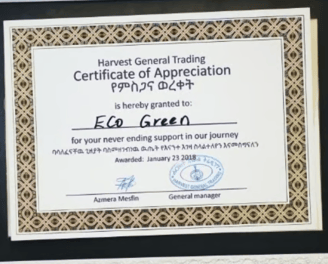 Harvest General Trading
Certificate of Appreciation
የምስጋና ወረቀት
is hereby granted to:
Eco Green
for your never ending support in our journey
Awarded: January 23 2018
Azmera Mesfin General manager